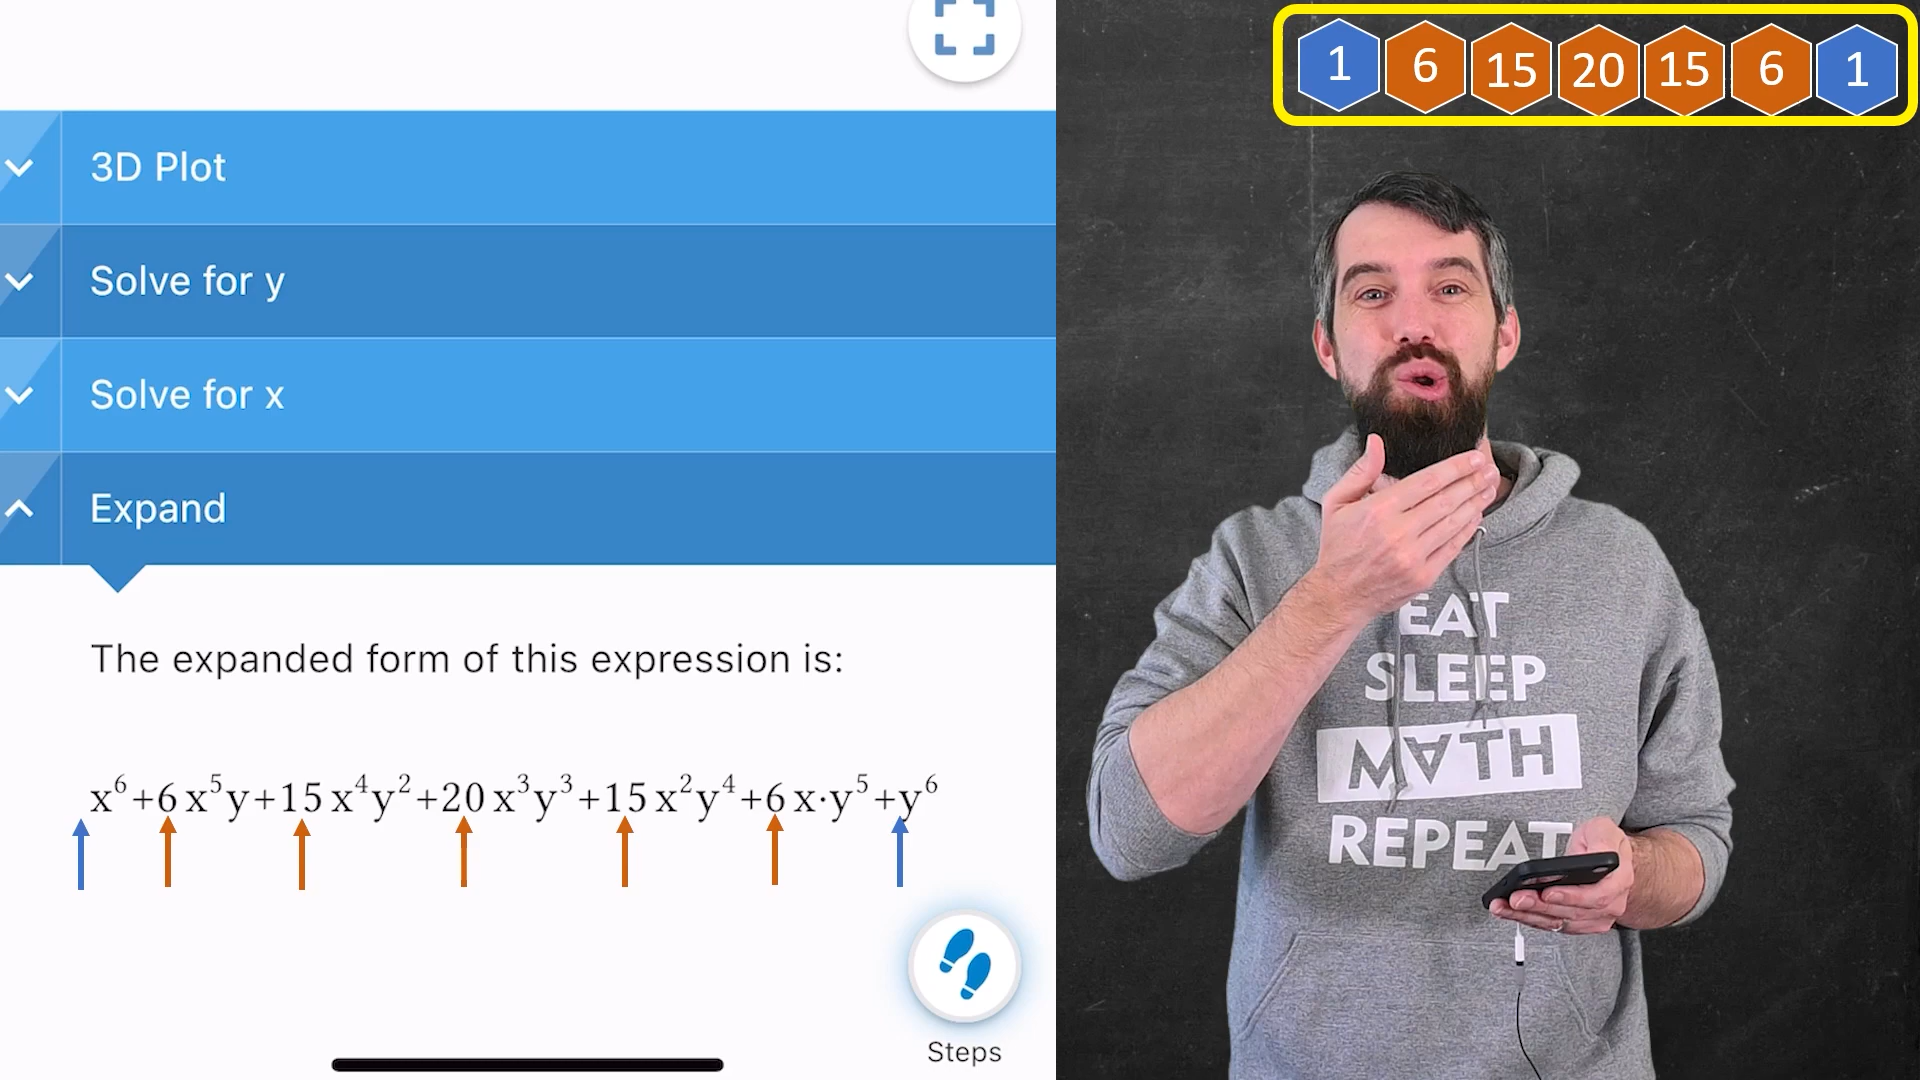 3D Plot
Solve for y
Solve for x
Expand
The expanded form of this expression is:
x⁶+6x⁵y+15x⁴y²+20x³y³+15x²y⁴+6x·y⁵+y⁶
Steps
1 6 15 20 15 6 1
EAT
SLEEP
M∀TH
REPEAT